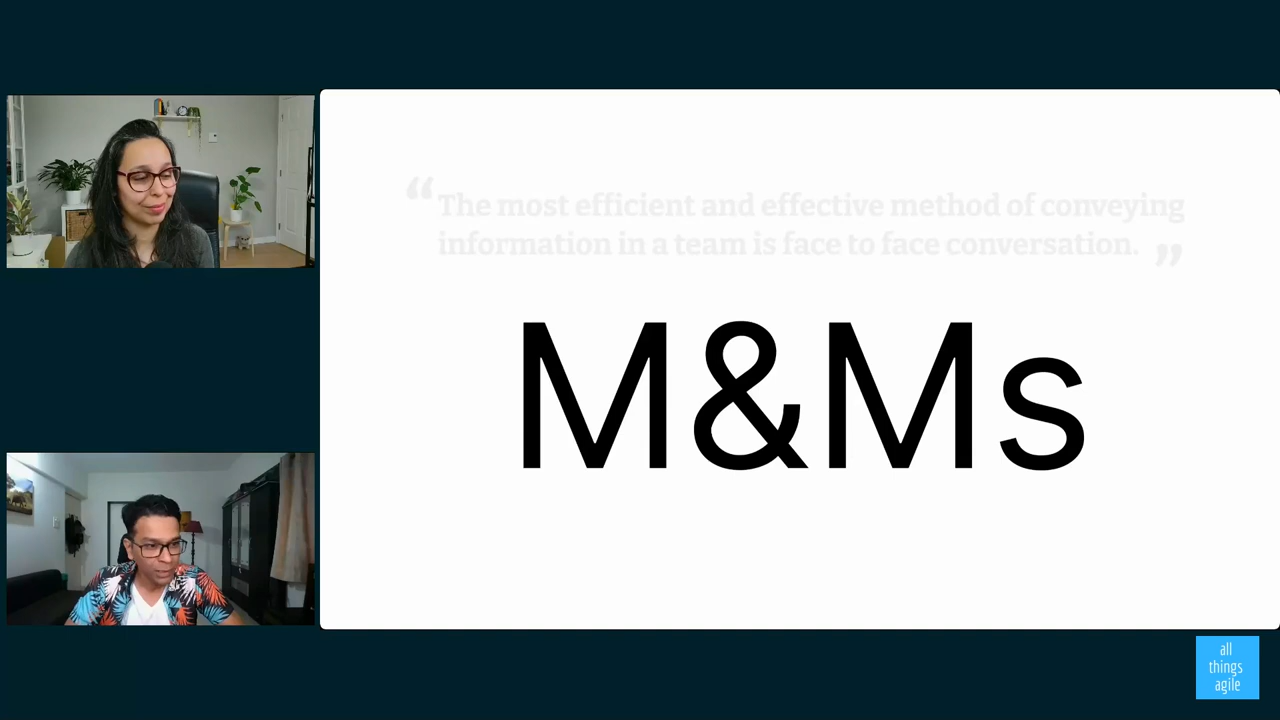 “The most efficient and effective method of conveying
information in a team is face to face conversation.”
M&Ms
all
things
agile